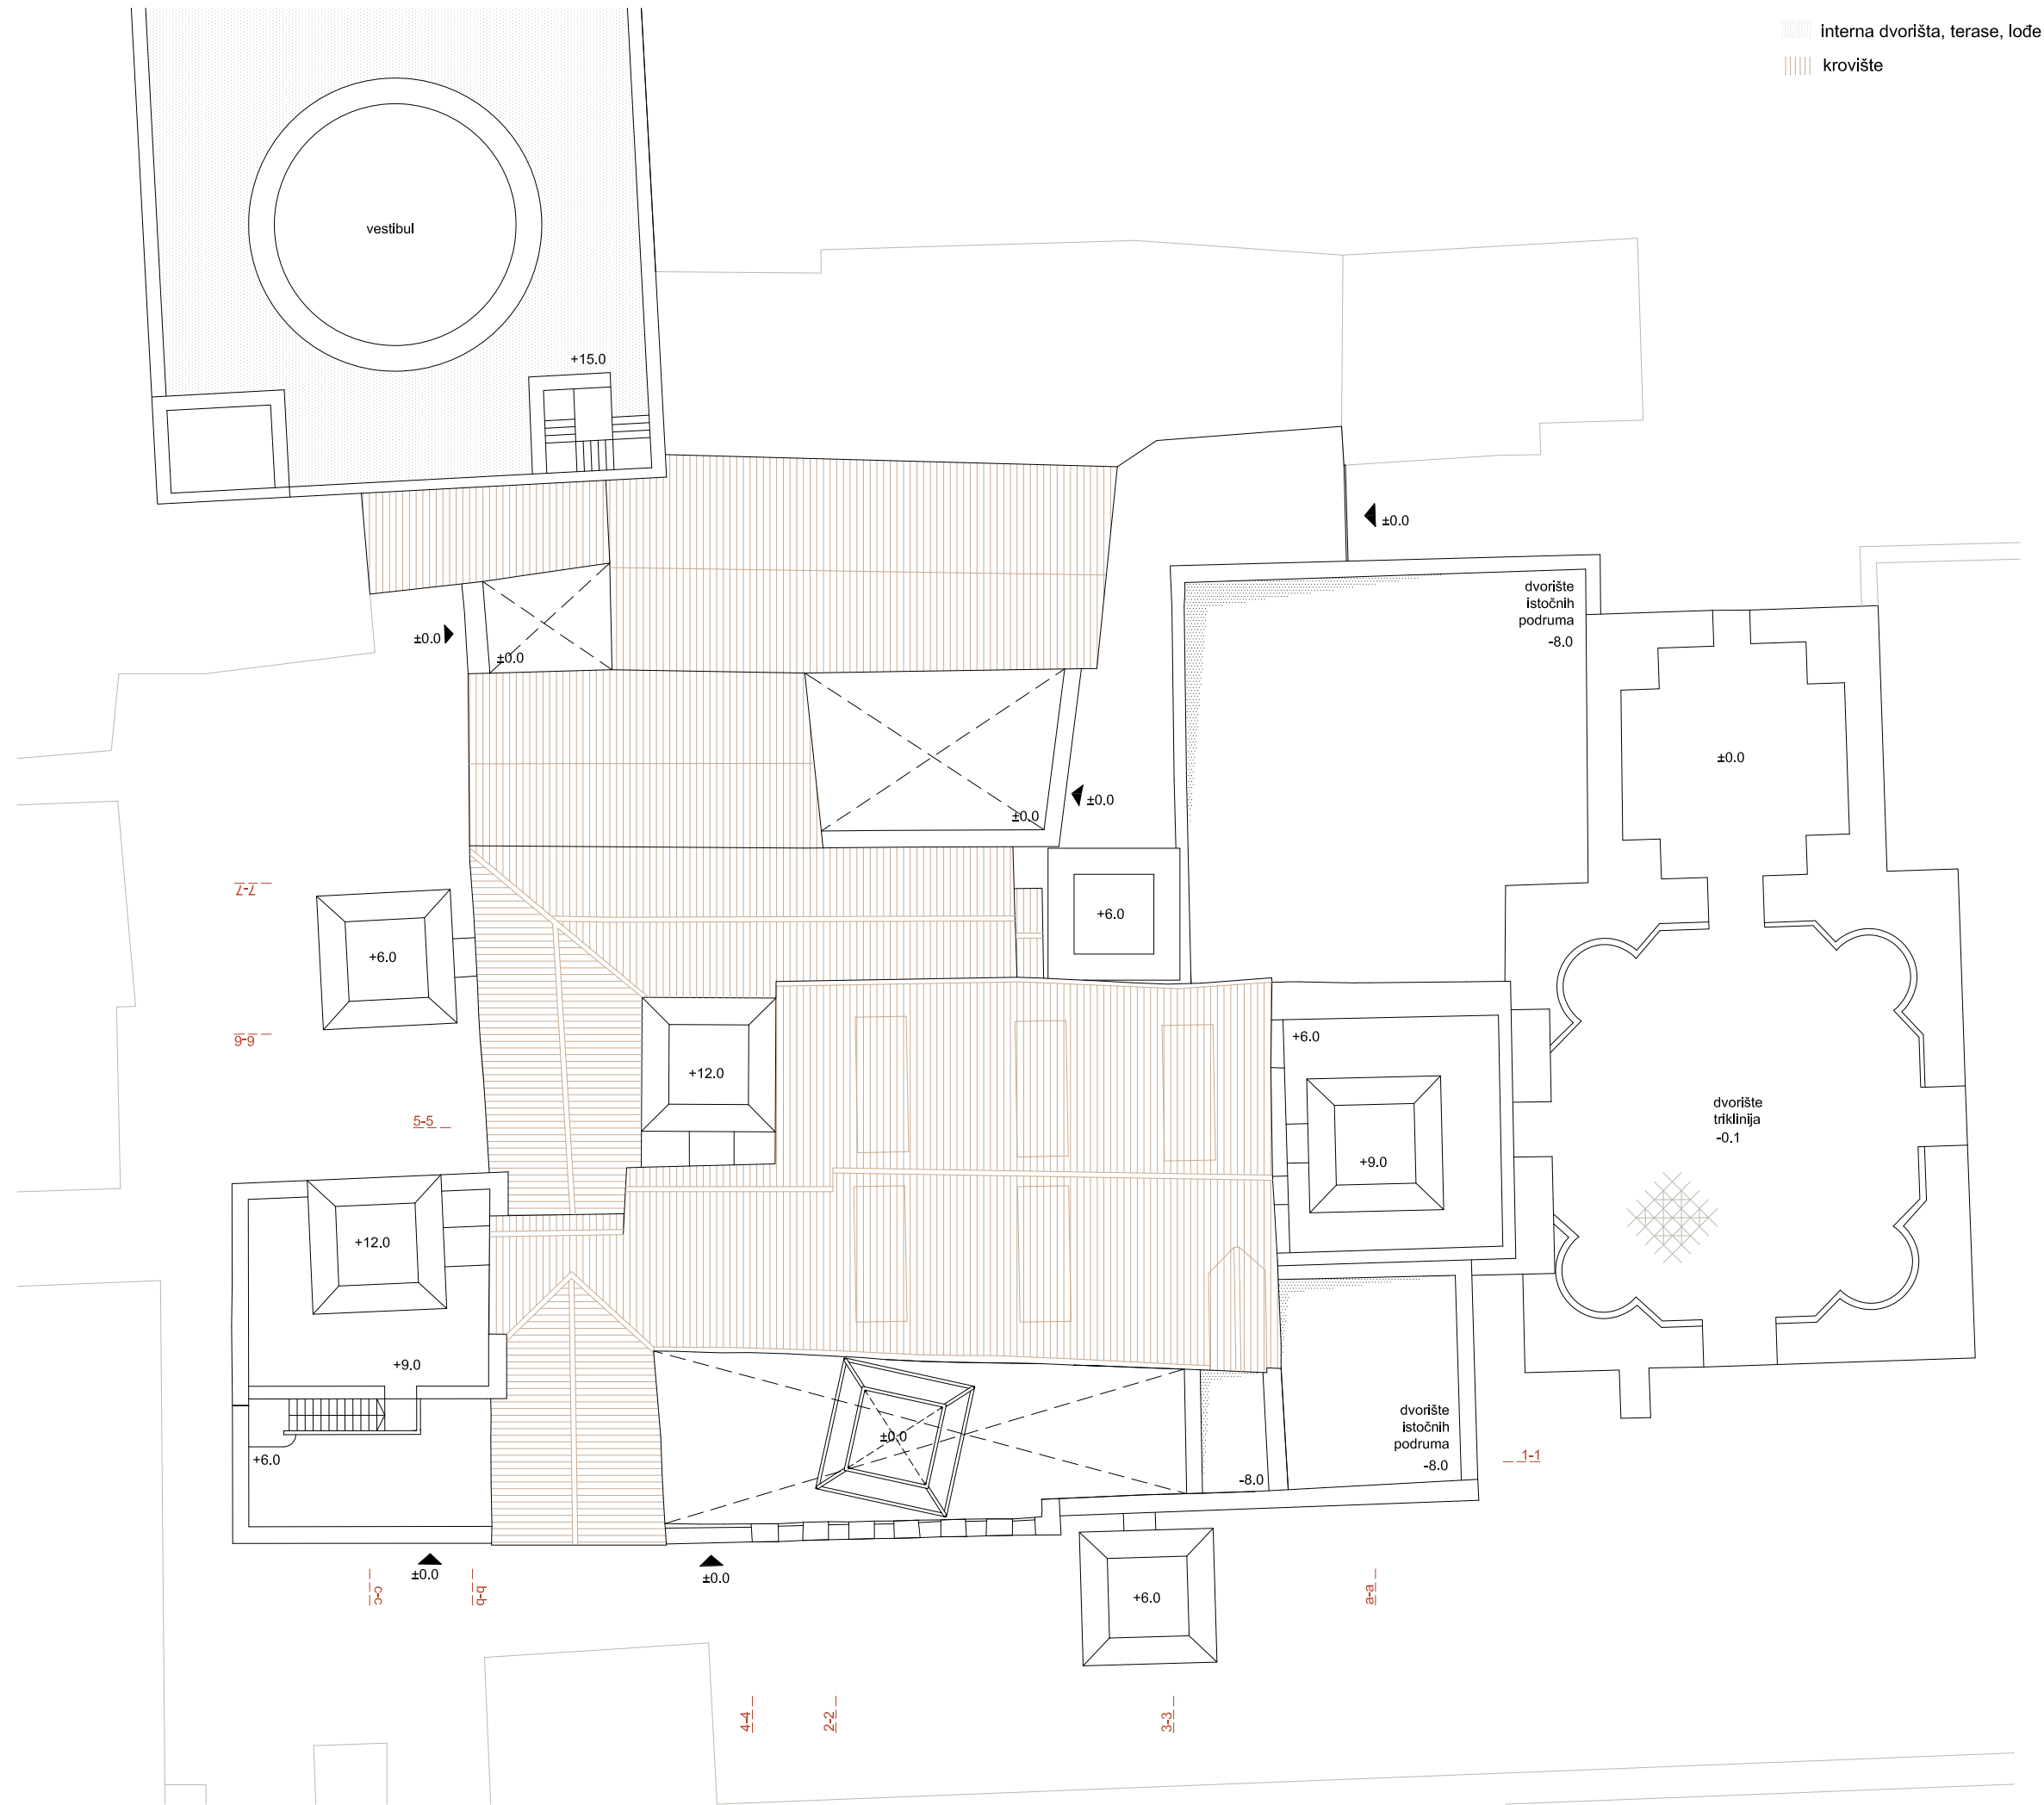 interna dvorišta, terase, lođe
krovište
vestibul
+15.0
±0.0
dvorište
istočnih
podruma
-8.0
±0.0
±0.0
±0.0
±0.0
±0.0
7-7
+6.0
+6.0
9-9
+6.0
+12.0
5-5
+9.0
dvorište
triklinija
-0.1
+12.0
+9.0
dvorište
istočnih
podruma
-8.0
±0.0
1-1
+6.0
-8.0
±0.0
±0.0
c-c
b-b
+6.0
a-a
4-4
2-2
3-3